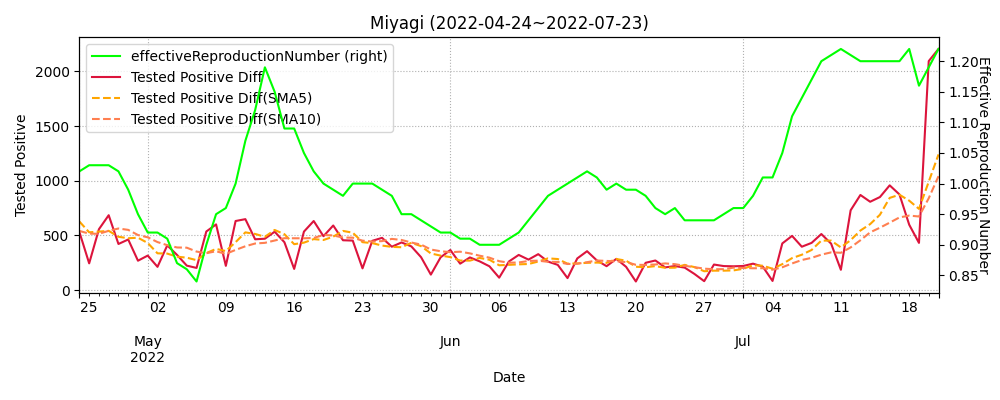 Miyagi (2022-04-24~2022-07-23)
effectiveReproductionNumber (right)
Tested Positive Diff
Tested Positive Diff(SMA5)
Tested Positive Diff(SMA10)
Tested Positive
2000
1500
1000
500
0
Effective Reproduction Number
1.20
1.15
1.10
1.05
1.00
0.95
0.90
0.85
25 02 09 16 23 30 06 13 20 27 04 11 18
May Jun Jul
2022
Date